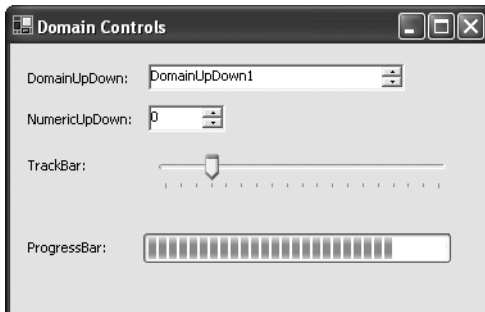 Domain Controls
DomainUpDown: DomainUpDown1
NumericUpDown: 0
TrackBar:
ProgressBar: